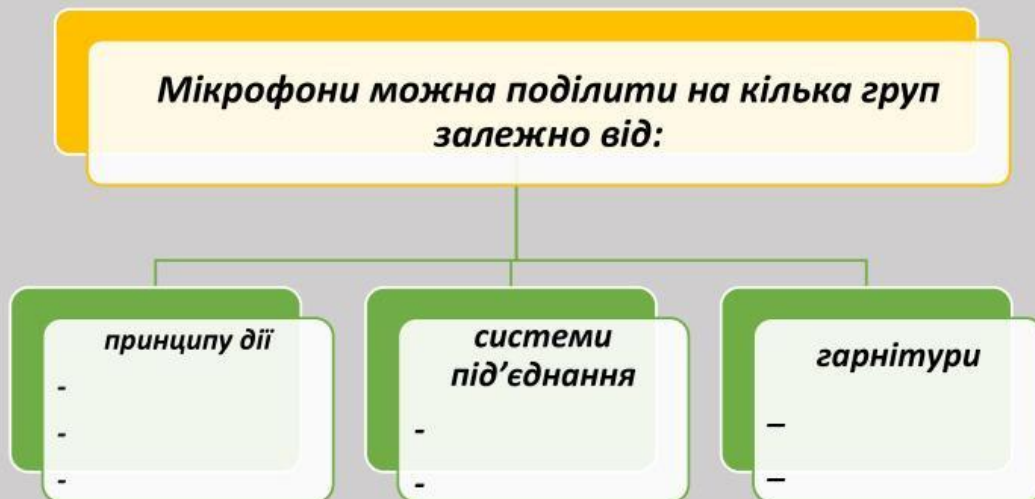 Мікрофони можна поділити на кілька груп
залежно від:
принципу дії
-
-
-
системи
під’єднання
-
-
гарнітури
–
–